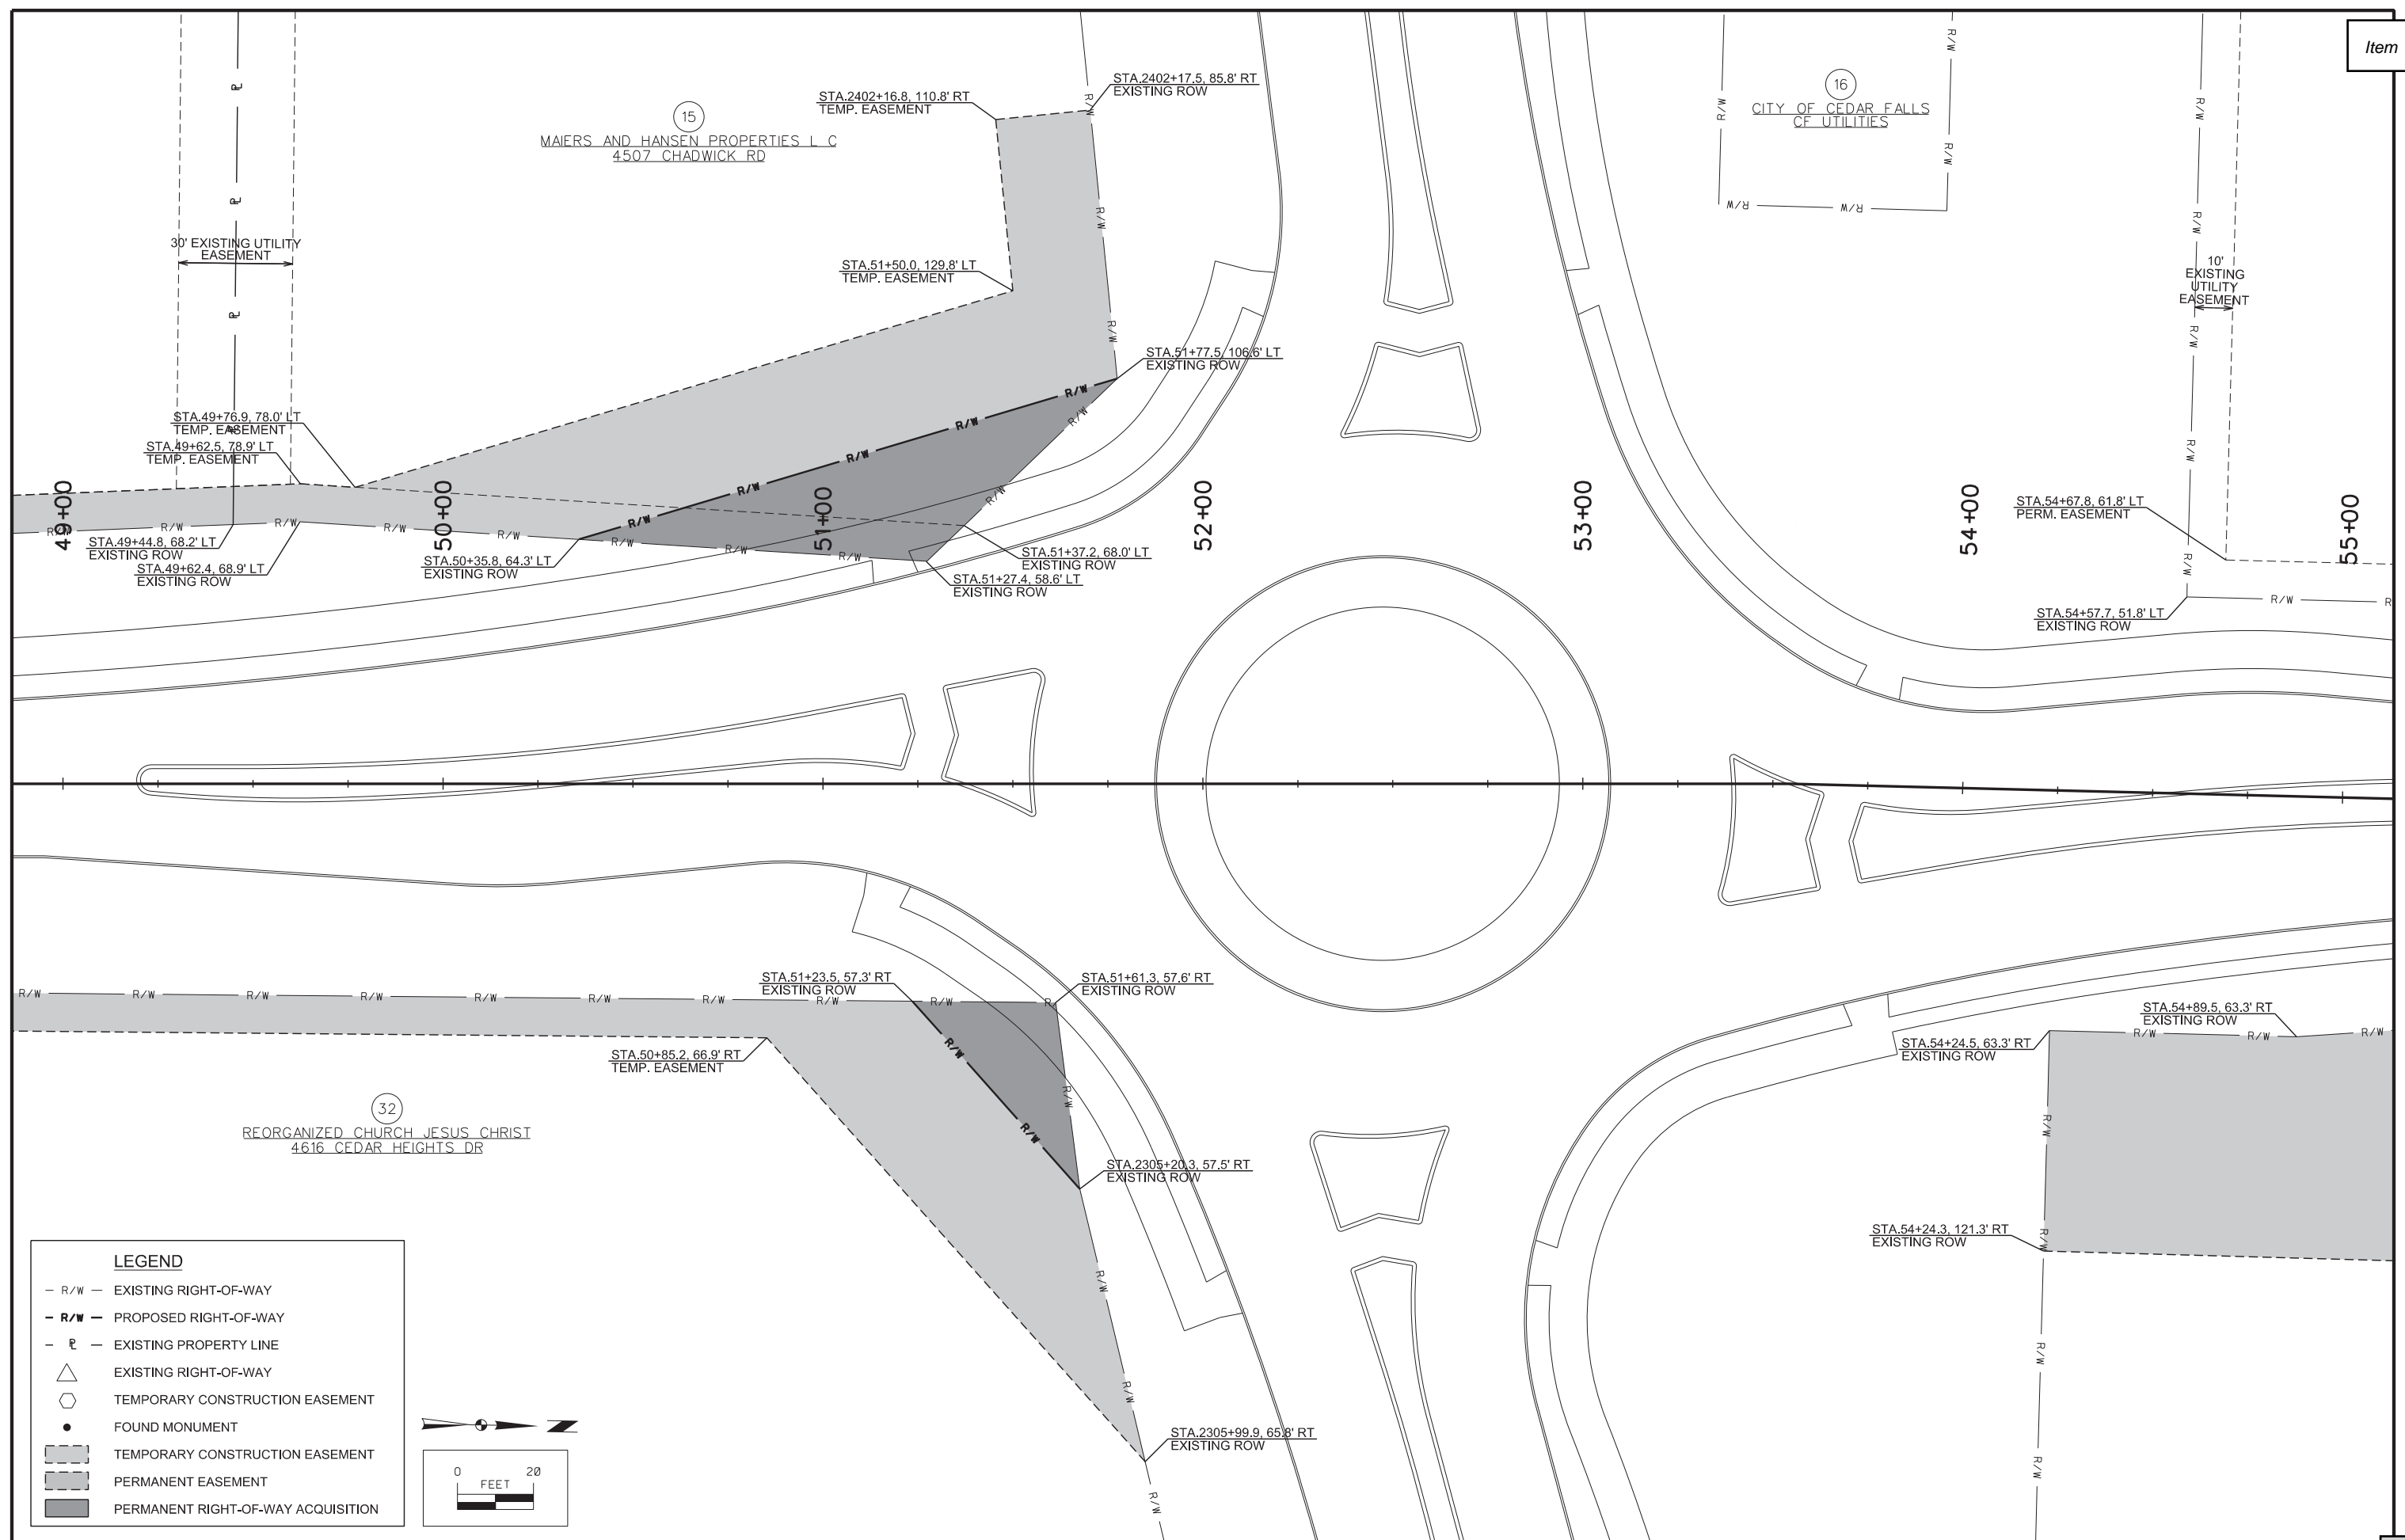 Item
STA.2402+17.5, 85.8' RT
EXISTING ROW
STA.2402+16.8, 110.8' RT
TEMP. EASEMENT
15
MAIERS AND HANSEN PROPERTIES L C
4507 CHADWICK RD
16
CITY OF CEDAR FALLS
CF UTILITIES
30' EXISTING UTILITY
EASEMENT
STA.51+50.0, 129.8' LT
TEMP. EASEMENT
10'
EXISTING
UTILITY
EASEMENT
STA.51+77.5, 106.6' LT
EXISTING ROW
STA.49+76.9, 78.0' LT
TEMP. EASEMENT
STA.49+62.5, 78.9' LT
TEMP. EASEMENT
49+00
50+00
51+00
52+00
53+00
54+00
55+00
STA.54+67.8, 61.8' LT
PERM. EASEMENT
STA.49+44.8, 68.2' LT
EXISTING ROW
STA.49+62.4, 68.9' LT
EXISTING ROW
STA.50+35.8, 64.3' LT
EXISTING ROW
STA.51+37.2, 68.0' LT
EXISTING ROW
STA.51+27.4, 58.6' LT
EXISTING ROW
STA.54+57.7, 51.8' LT
EXISTING ROW
R/W R/W R/W R/W R/W
R/W R/W R/W R/W R/W R/W R/W R/W
STA.51+23.5, 57.3' RT
EXISTING ROW
STA.51+61.3, 57.6' RT
EXISTING ROW
STA.54+89.5, 63.3' RT
EXISTING ROW
STA.54+24.5, 63.3' RT
EXISTING ROW
STA.50+85.2, 66.9' RT
TEMP. EASEMENT
32
REORGANIZED CHURCH JESUS CHRIST
4616 CEDAR HEIGHTS DR
STA.2305+20.3, 57.5' RT
EXISTING ROW
STA.54+24.3, 121.3' RT
EXISTING ROW
STA.2305+99.9, 65.8' RT
EXISTING ROW
LEGEND
R/W EXISTING RIGHT-OF-WAY
R/W PROPOSED RIGHT-OF-WAY
PL EXISTING PROPERTY LINE
EXISTING RIGHT-OF-WAY
TEMPORARY CONSTRUCTION EASEMENT
FOUND MONUMENT
TEMPORARY CONSTRUCTION EASEMENT
PERMANENT EASEMENT
PERMANENT RIGHT-OF-WAY ACQUISITION
Z
0 20
FEET